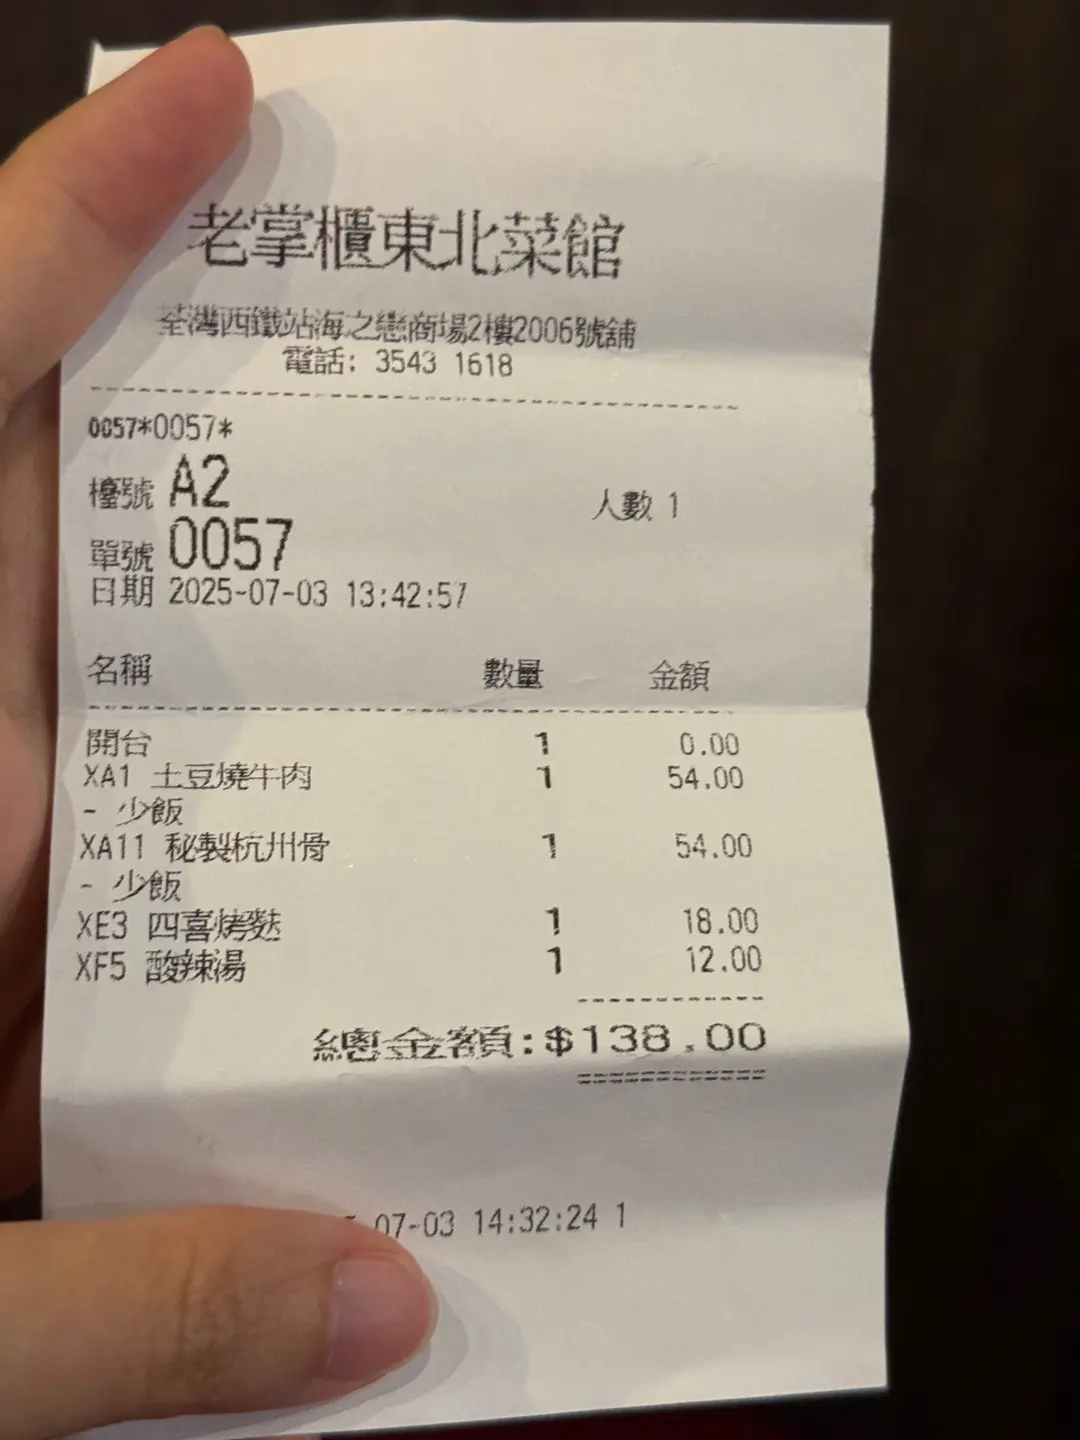 老掌櫃東北菜館
荃灣西鐵站海之戀商場2樓2006號舖
電話: 3543 1618
0057*0057*
檯號 A2 人數 1
單號 0057
日期 2025-07-03 13:42:57
名稱 數量 金額
開台 1 0.00
XA1 土豆燒牛肉 1 54.00
- 少飯
XA11 秘製杭州骨 1 54.00
- 少飯
XE3 四喜烤麩 1 18.00
XF5 酸辣湯 1 12.00
總金額:$138.00
07-03 14:32:24 1